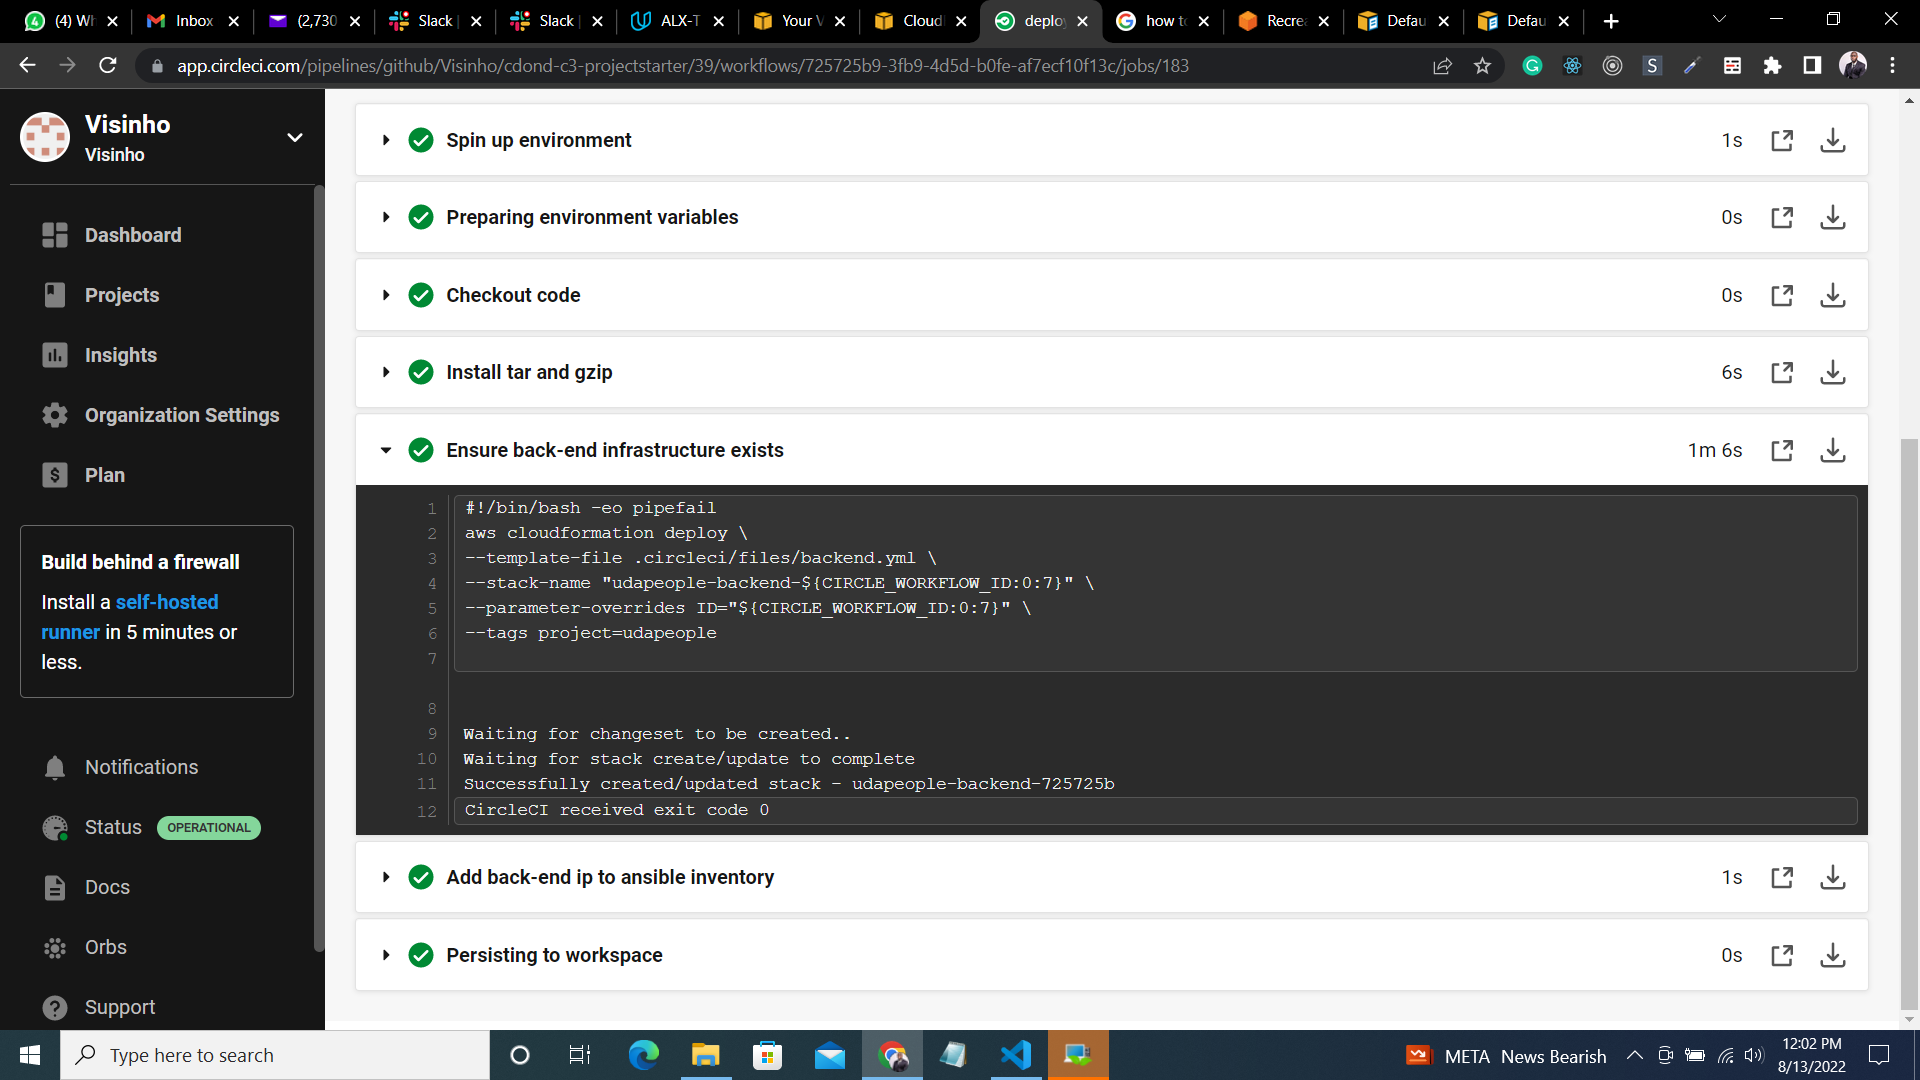 (4) Wh
Inbox
(2,730
Slack
Slack
ALX-T
Your V
Cloud
deploy
how to
Recre
Defau
Defau
app.circleci.com/pipelines/github/Visinho/cdond-c3-projectstarter/39/workflows/725725b9-3fb9-4d5d-b0fe-af7ecf10f13c/jobs/183
Visinho
Visinho
Dashboard
Projects
Insights
Organization Settings
Plan
Build behind a firewall
Install a self-hosted
runner in 5 minutes or
less.
Notifications
Status OPERATIONAL
Docs
Orbs
Support
Spin up environment 1s
Preparing environment variables 0s
Checkout code 0s
Install tar and gzip 6s
Ensure back-end infrastructure exists 1m 6s
1 #!/bin/bash -eo pipefail
2 aws cloudformation deploy \
3 --template-file .circleci/files/backend.yml \
4 --stack-name "udapeople-backend-${CIRCLE_WORKFLOW_ID:0:7}" \
5 --parameter-overrides ID="${CIRCLE_WORKFLOW_ID:0:7}" \
6 --tags project=udapeople
7
8
9 Waiting for changeset to be created..
10 Waiting for stack create/update to complete
11 Successfully created/updated stack - udapeople-backend-725725b
12 CircleCI received exit code 0
Add back-end ip to ansible inventory 1s
Persisting to workspace 0s
Type here to search
META News Bearish
12:02 PM
8/13/2022